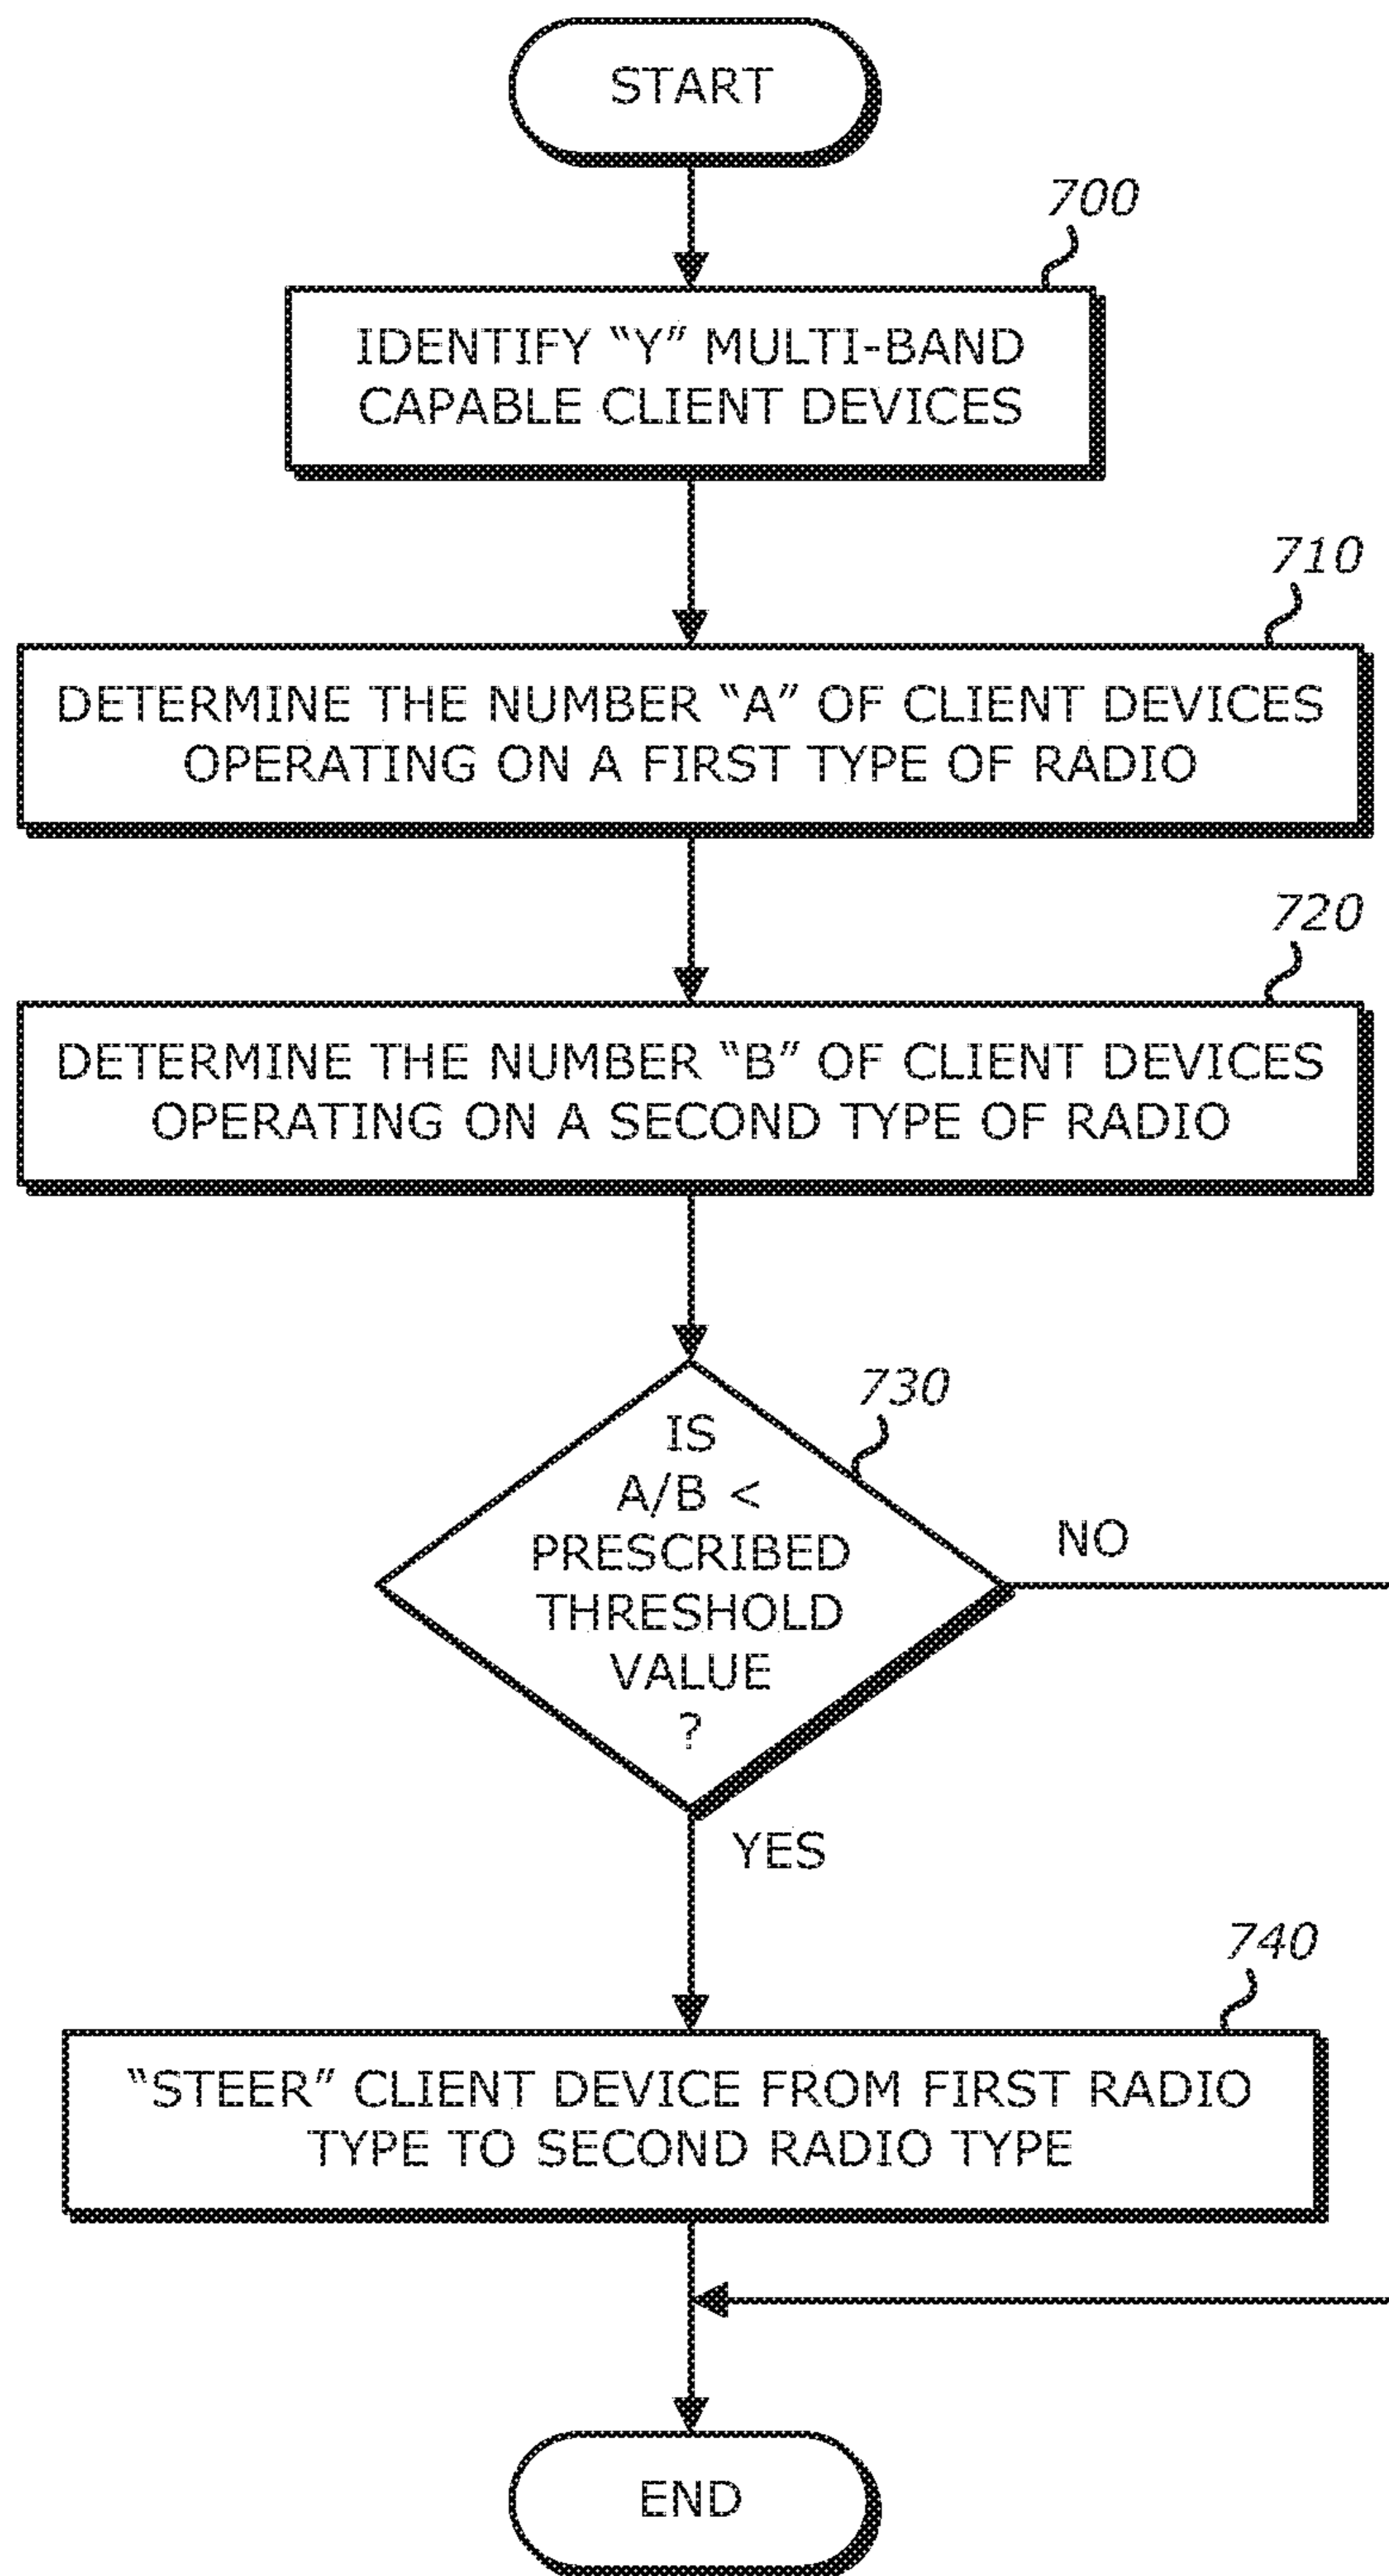 START
700
IDENTIFY “Y” MULTI-BAND
CAPABLE CLIENT DEVICES
710
DETERMINE THE NUMBER “A” OF CLIENT DEVICES
OPERATING ON A FIRST TYPE OF RADIO
720
DETERMINE THE NUMBER “B” OF CLIENT DEVICES
OPERATING ON A SECOND TYPE OF RADIO
730
IS
A/B <
PRESCRIBED
THRESHOLD
VALUE
?
NO
YES
740
“STEER” CLIENT DEVICE FROM FIRST RADIO
TYPE TO SECOND RADIO TYPE
END